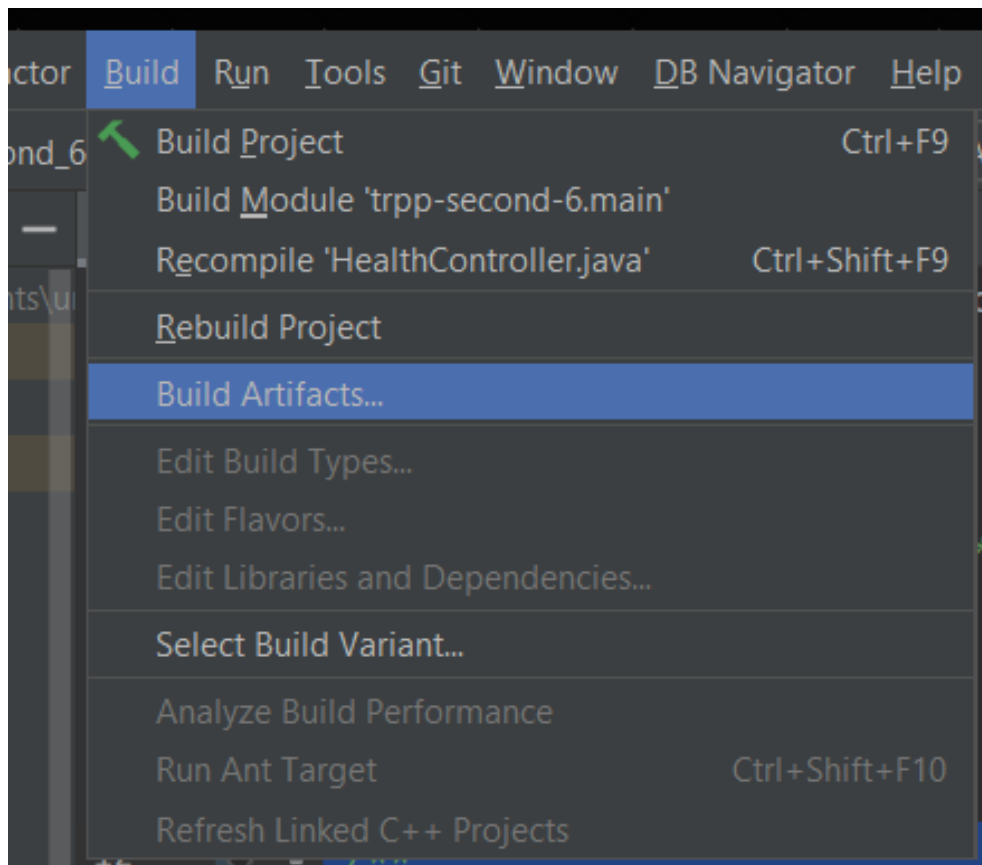 ctor Build Run Tools Git Window DB Navigator Help
ond_6
Build Project Ctrl+F9
Build Module 'trpp-second-6.main'
Recompile 'HealthController.java' Ctrl+Shift+F9
nts\u
Rebuild Project
Build Artifacts...
Edit Build Types...
Edit Flavors...
Edit Libraries and Dependencies...
Select Build Variant...
Analyze Build Performance
Run Ant Target Ctrl+Shift+F10
Refresh Linked C++ Projects